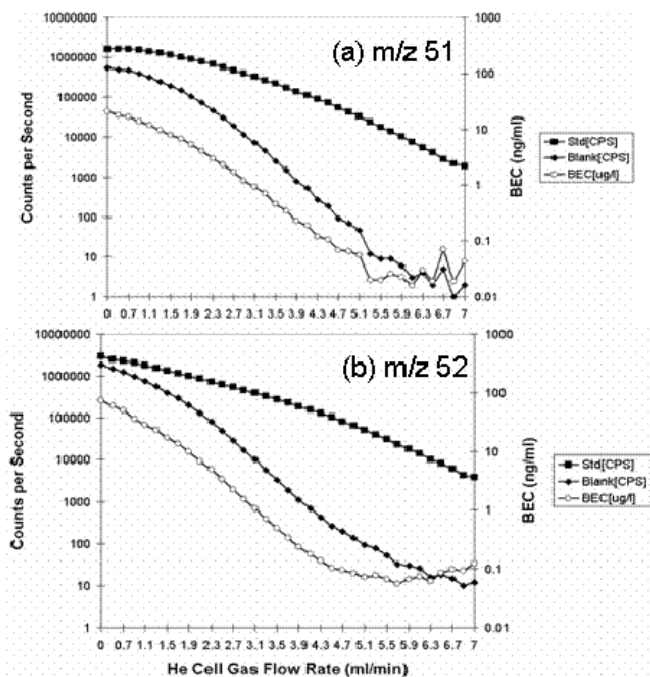 (a) m/z 51
Counts per Second
10000000
1000000
100000
10000
1000
100
10
1
0 0.7 1.1 1.5 1.9 2.3 2.7 3.1 3.5 3.9 4.3 4.7 5.1 5.5 5.9 6.3 6.7 7
1000
100
10
1
0.1
0.01
BEC (ng/ml)
Std[CPS]
Blank[CPS]
BEC[ug/l]
(b) m/z 52
Counts per Second
10000000
1000000
100000
10000
1000
100
10
1
0 0.7 1.1 1.5 1.9 2.3 2.7 3.1 3.5 3.9 4.3 4.7 5.1 5.5 5.9 6.3 6.7 7
1000
100
10
1
0.1
0.01
BEC (ng/ml)
Std[CPS]
Blank[CPS]
BEC[ug/l]
He Cell Gas Flow Rate (ml/min)